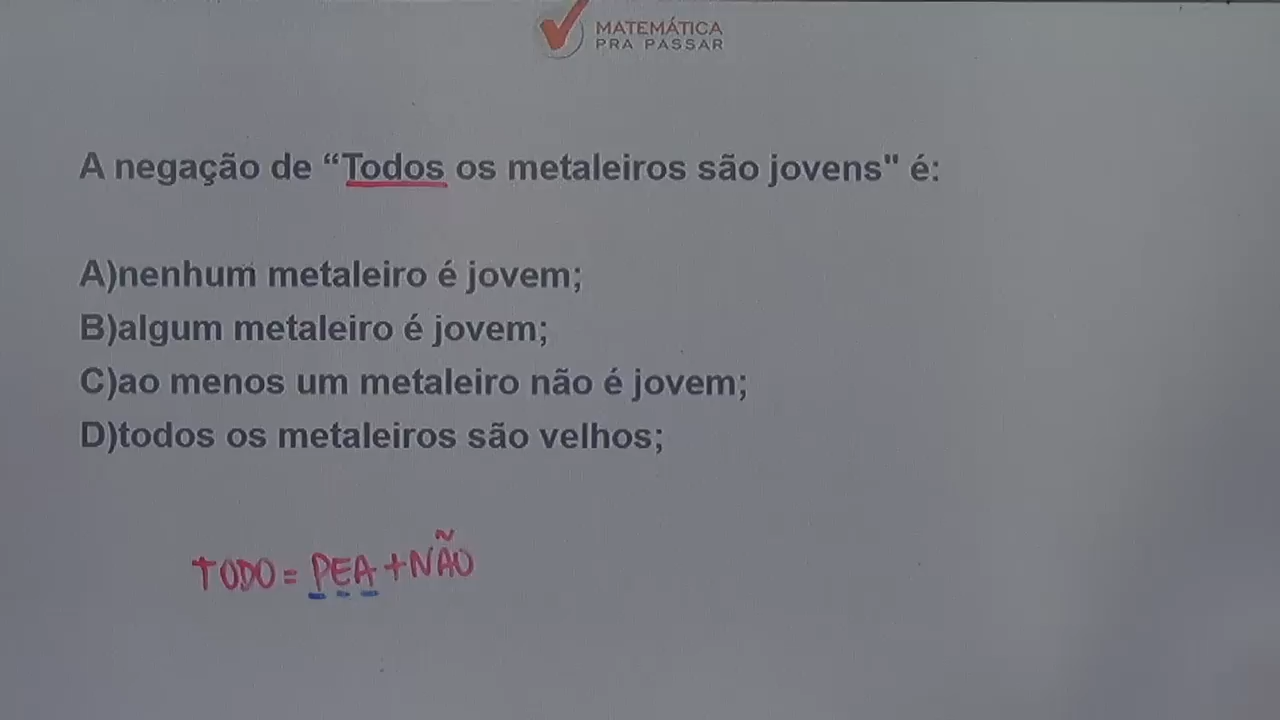 MATEMÁTICA
PRA PASSAR
A negação de “Todos os metaleiros são jovens" é:
A)nenhum metaleiro é jovem;
B)algum metaleiro é jovem;
C)ao menos um metaleiro não é jovem;
D)todos os metaleiros são velhos;
TODO = PEA + NÃO